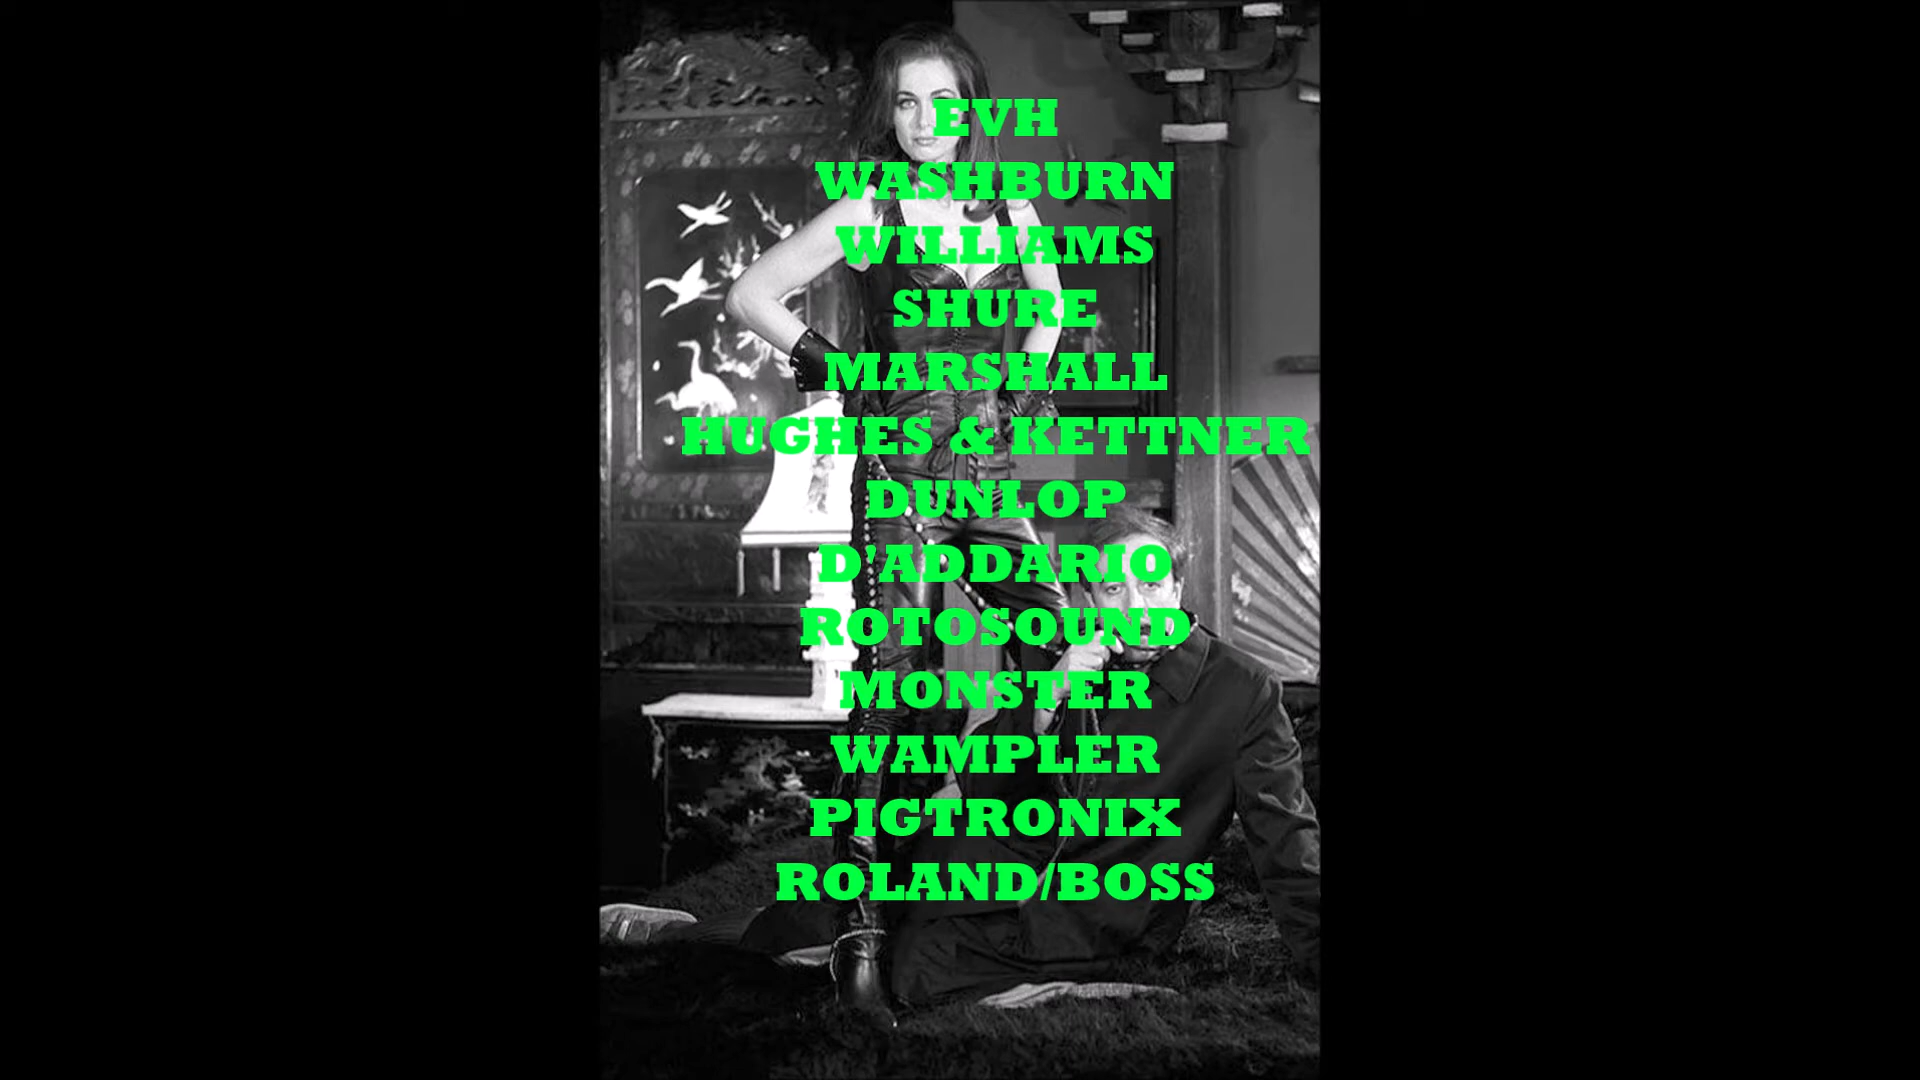 EVH
WASHBURN
WILLIAMS
SHURE
MARSHALL
HUGHES & KETTNER
DUNLOP
D'ADDARIO
ROTOSOUND
MONSTER
WAMPLER
PIGTRONIX
ROLAND/BOSS